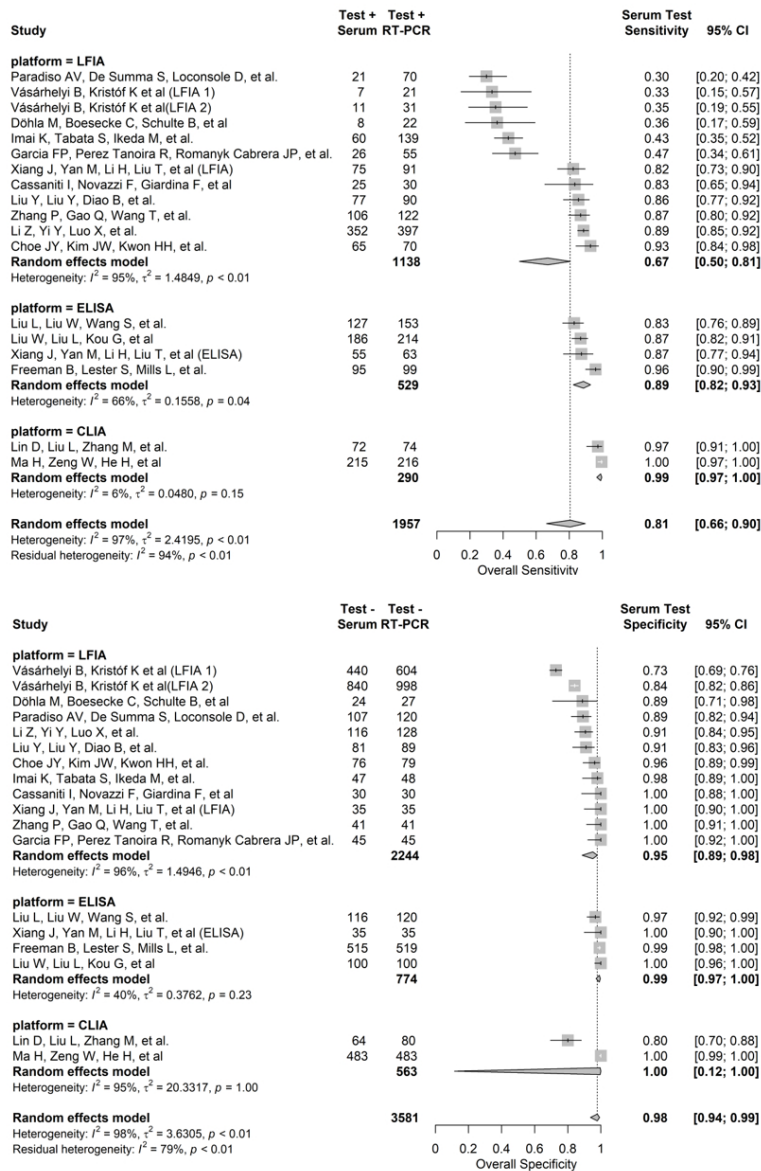 Study Test + Serum Test + RT-PCR Serum Test Sensitivity 95% CI
platform = LFIA
Paradiso AV, De Summa S, Loconsole D, et al. 21 70 0.30 [0.20; 0.42]
Vásárhelyi B, Kristóf K et al (LFIA 1) 7 21 0.33 [0.15; 0.57]
Vásárhelyi B, Kristóf K et al(LFIA 2) 11 31 0.35 [0.19; 0.55]
Döhla M, Boesecke C, Schulte B, et al 8 22 0.36 [0.17; 0.59]
Imai K, Tabata S, Ikeda M, et al. 60 139 0.43 [0.35; 0.52]
Garcia FP, Perez Tanoira R, Romanyk Cabrera JP, et al. 26 55 0.47 [0.34; 0.61]
Xiang J, Yan M, Li H, Liu T, et al (LFIA) 75 91 0.82 [0.73; 0.90]
Cassaniti I, Novazzi F, Giardina F, et al 25 30 0.83 [0.65; 0.94]
Liu Y, Liu Y, Diao B, et al. 77 90 0.86 [0.77; 0.92]
Zhang P, Gao Q, Wang T, et al. 106 122 0.87 [0.80; 0.92]
Li Z, Yi Y, Luo X, et al. 352 397 0.89 [0.85; 0.92]
Choe JY, Kim JW, Kwon HH, et al. 65 70 0.93 [0.84; 0.98]
Random effects model 1138 0.67 [0.50; 0.81]
Heterogeneity: I² = 95%, τ² = 1.4849, p < 0.01
platform = ELISA
Liu L, Liu W, Wang S, et al. 127 153 0.83 [0.76; 0.89]
Liu W, Liu L, Kou G, et al 186 214 0.87 [0.82; 0.91]
Xiang J, Yan M, Li H, Liu T, et al (ELISA) 55 63 0.87 [0.77; 0.94]
Freeman B, Lester S, Mills L, et al. 95 99 0.96 [0.90; 0.99]
Random effects model 529 0.89 [0.82; 0.93]
Heterogeneity: I² = 66%, τ² = 0.1558, p = 0.04
platform = CLIA
Lin D, Liu L, Zhang M, et al. 72 74 0.97 [0.91; 1.00]
Ma H, Zeng W, He H, et al 215 216 1.00 [0.97; 1.00]
Random effects model 290 0.99 [0.97; 1.00]
Heterogeneity: I² = 6%, τ² = 0.0480, p = 0.15
Random effects model 1957 0.81 [0.66; 0.90]
Heterogeneity: I² = 97%, τ² = 2.4195, p < 0.01
Residual heterogeneity: I² = 94%, p < 0.01
0 0.2 0.4 0.6 0.8 1
Overall Sensitivity
Study Test - Serum Test - RT-PCR Serum Test Specificity 95% CI
platform = LFIA
Vásárhelyi B, Kristóf K et al (LFIA 1) 440 604 0.73 [0.69; 0.76]
Vásárhelyi B, Kristóf K et al(LFIA 2) 840 998 0.84 [0.82; 0.86]
Döhla M, Boesecke C, Schulte B, et al 24 27 0.89 [0.71; 0.98]
Paradiso AV, De Summa S, Loconsole D, et al. 107 120 0.89 [0.82; 0.94]
Li Z, Yi Y, Luo X, et al. 116 128 0.91 [0.84; 0.95]
Liu Y, Liu Y, Diao B, et al. 81 89 0.91 [0.83; 0.96]
Choe JY, Kim JW, Kwon HH, et al. 76 79 0.96 [0.89; 0.99]
Imai K, Tabata S, Ikeda M, et al. 47 48 0.98 [0.89; 1.00]
Cassaniti I, Novazzi F, Giardina F, et al 30 30 1.00 [0.88; 1.00]
Xiang J, Yan M, Li H, Liu T, et al (LFIA) 35 35 1.00 [0.90; 1.00]
Zhang P, Gao Q, Wang T, et al. 41 41 1.00 [0.91; 1.00]
Garcia FP, Perez Tanoira R, Romanyk Cabrera JP, et al. 45 45 1.00 [0.92; 1.00]
Random effects model 2244 0.95 [0.89; 0.98]
Heterogeneity: I² = 96%, τ² = 1.4946, p < 0.01
platform = ELISA
Liu L, Liu W, Wang S, et al. 116 120 0.97 [0.92; 0.99]
Xiang J, Yan M, Li H, Liu T, et al (ELISA) 35 35 1.00 [0.90; 1.00]
Freeman B, Lester S, Mills L, et al. 515 519 0.99 [0.98; 1.00]
Liu W, Liu L, Kou G, et al 100 100 1.00 [0.96; 1.00]
Random effects model 774 0.99 [0.97; 1.00]
Heterogeneity: I² = 40%, τ² = 0.3762, p = 0.23
platform = CLIA
Lin D, Liu L, Zhang M, et al. 64 80 0.80 [0.70; 0.88]
Ma H, Zeng W, He H, et al 483 483 1.00 [0.99; 1.00]
Random effects model 563 1.00 [0.12; 1.00]
Heterogeneity: I² = 95%, τ² = 20.3317, p = 1.00
Random effects model 3581 0.98 [0.94; 0.99]
Heterogeneity: I² = 98%, τ² = 3.6305, p < 0.01
Residual heterogeneity: I² = 79%, p < 0.01
0 0.2 0.4 0.6 0.8 1
Overall Specificity